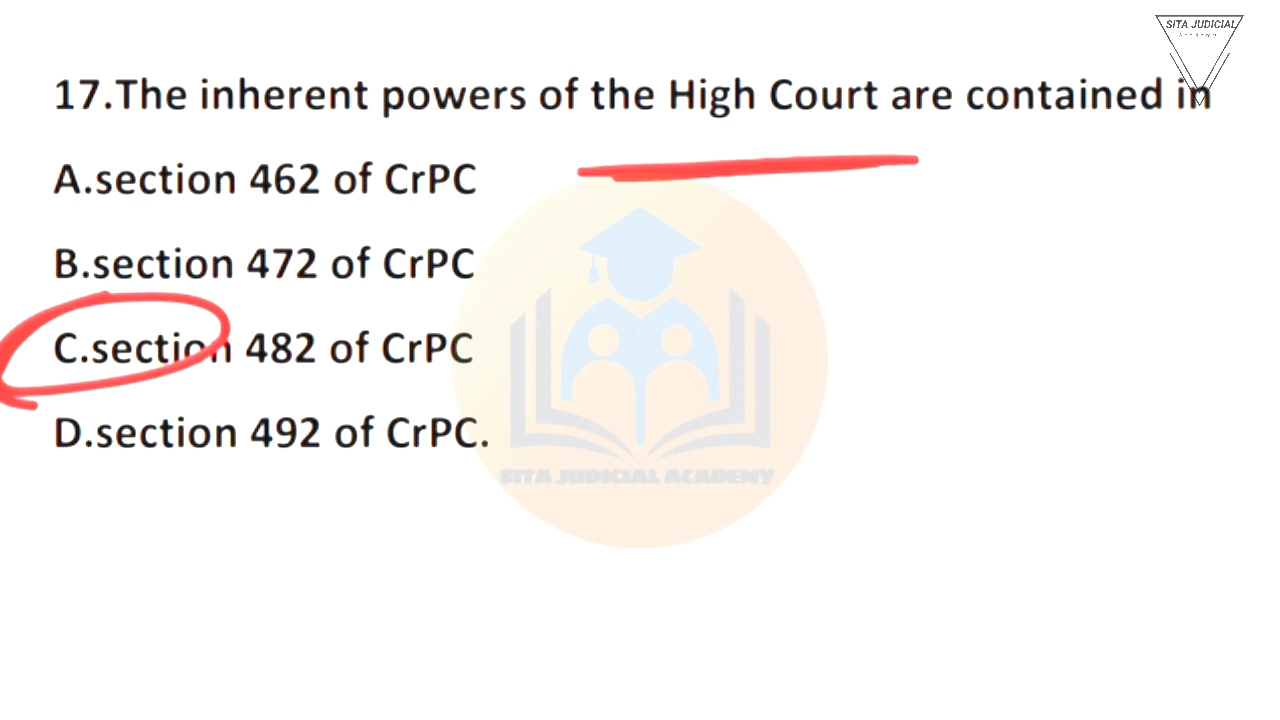 SITA JUDICIAL
Academy
17.The inherent powers of the High Court are contained in
A.section 462 of CrPC
B.section 472 of CrPC
C.section 482 of CrPC
D.section 492 of CrPC.
SITA JUDICIAL ACADEMY